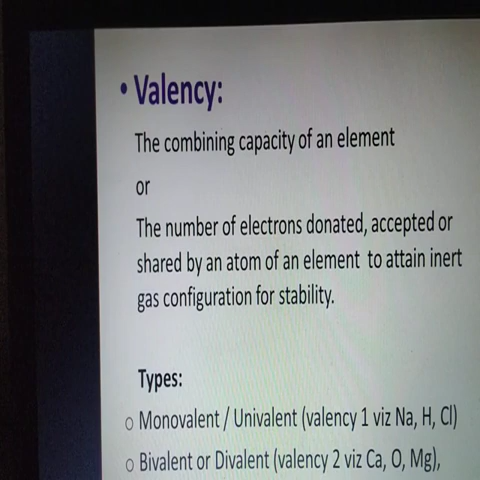 • Valency:
The combining capacity of an element
or
The number of electrons donated, accepted or
shared by an atom of an element to attain inert
gas configuration for stability.
Types:
o Monovalent / Univalent (valency 1 viz Na, H, Cl)
o Bivalent or Divalent (valency 2 viz Ca, O, Mg),